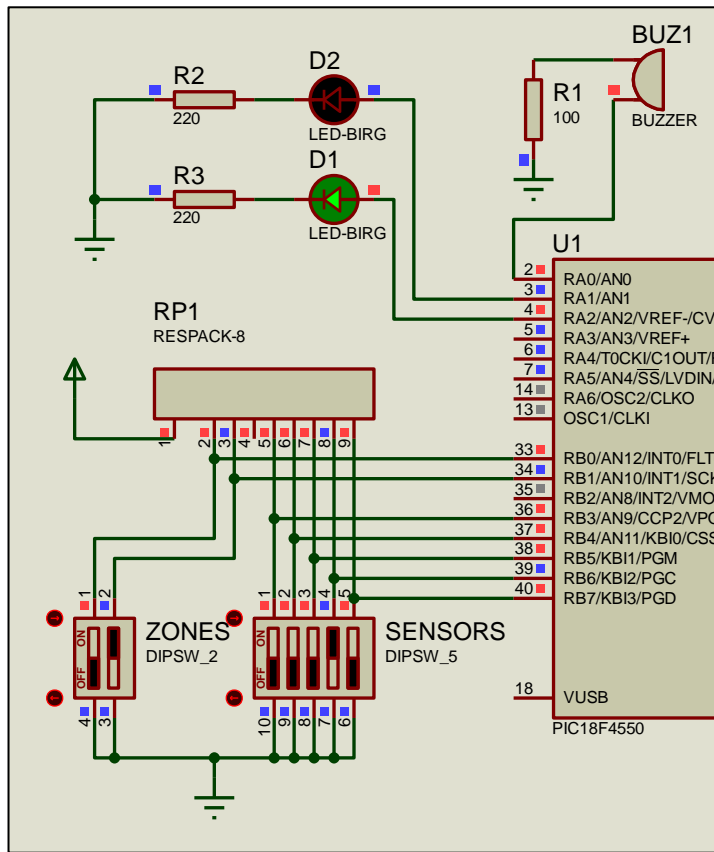 BUZ1
BUZZER
R1
100
D2
LED-BIRG
R2
220
D1
LED-BIRG
R3
220
U1
RP1
RESPACK-8
1
2
3
4
5
6
7
8
9
2 RA0/AN0
3 RA1/AN1
4 RA2/AN2/VREF-/CV
5 RA3/AN3/VREF+
6 RA4/T0CKI/C1OUT/
7 RA5/AN4/SS/LVDIN/
14 RA6/OSC2/CLKO
13 OSC1/CLKI
33 RB0/AN12/INT0/FLT
34 RB1/AN10/INT1/SCK
35 RB2/AN8/INT2/VMO
36 RB3/AN9/CCP2/VPO
37 RB4/AN11/KBI0/CSS
38 RB5/KBI1/PGM
39 RB6/KBI2/PGC
40 RB7/KBI3/PGD
18 VUSB
PIC18F4550
1
2
ON
OFF
4
3
ZONES
DIPSW_2
1
2
3
4
5
ON
OFF
10
9
8
7
6
SENSORS
DIPSW_5